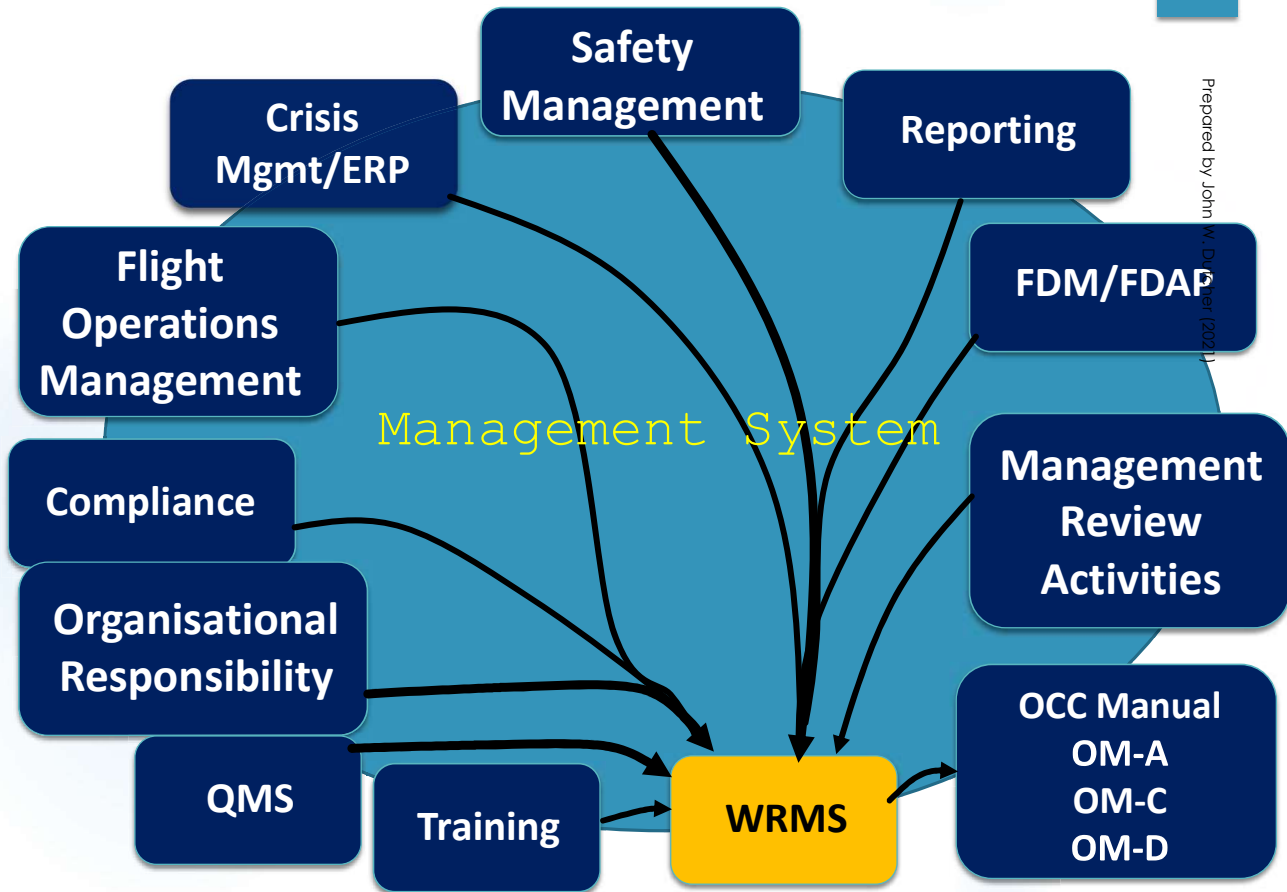 Safety
Management
Crisis
Mgmt/ERP
Reporting
Flight
Operations
Management
FDM/FDAP
Prepared by John W. Dutcher (2021)
Management System
Compliance
Management
Review
Activities
Organisational
Responsibility
OCC Manual
OM-A
OM-C
OM-D
QMS
Training
WRMS